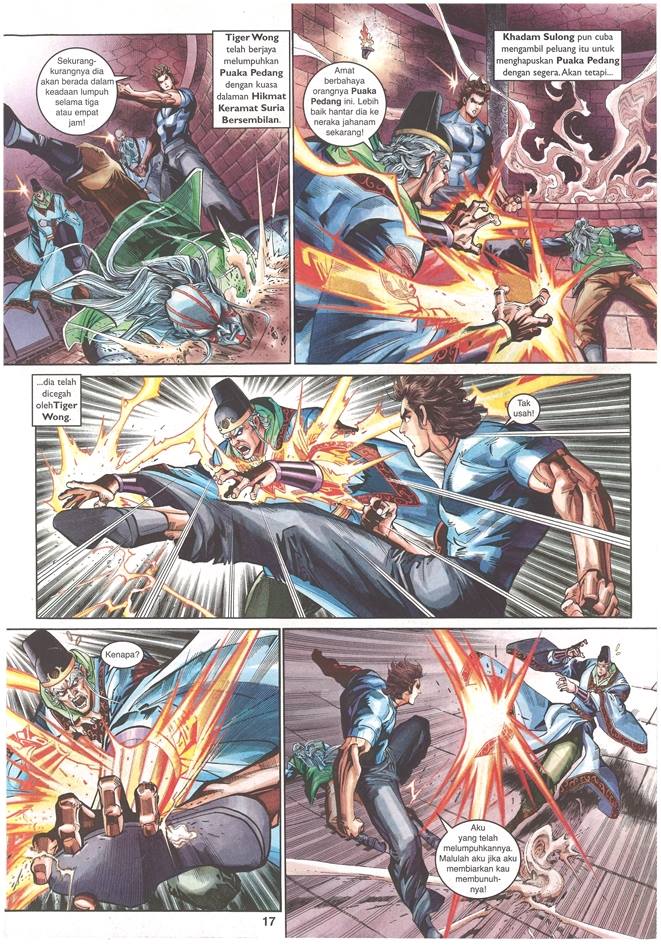 Sekurang-
kurangnya dia
akan berada dalam
keadaan lumpuh
selama tiga
atau empat
jam!
Tiger Wong
telah berjaya
melumpuhkan
Puaka Pedang
dengan kuasa
dalaman Hikmat
Keramat Suria
Bersembilan.
Amat
berbahaya
orangnya Puaka
Pedang ini. Lebih
baik hantar dia ke
neraka jahanam
sekarang!
Khadam Sulong pun cuba
mengambil peluang itu untuk
menghapuskan Puaka Pedang
dengan segera. Akan tetapi...
...dia telah
dicegah
olehTiger
Wong.
Tak
usah!
Kenapa?
Aku
yang telah
melumpuhkannya.
Malulah aku jika aku
membiarkan kau
membunuh-
nya!
17